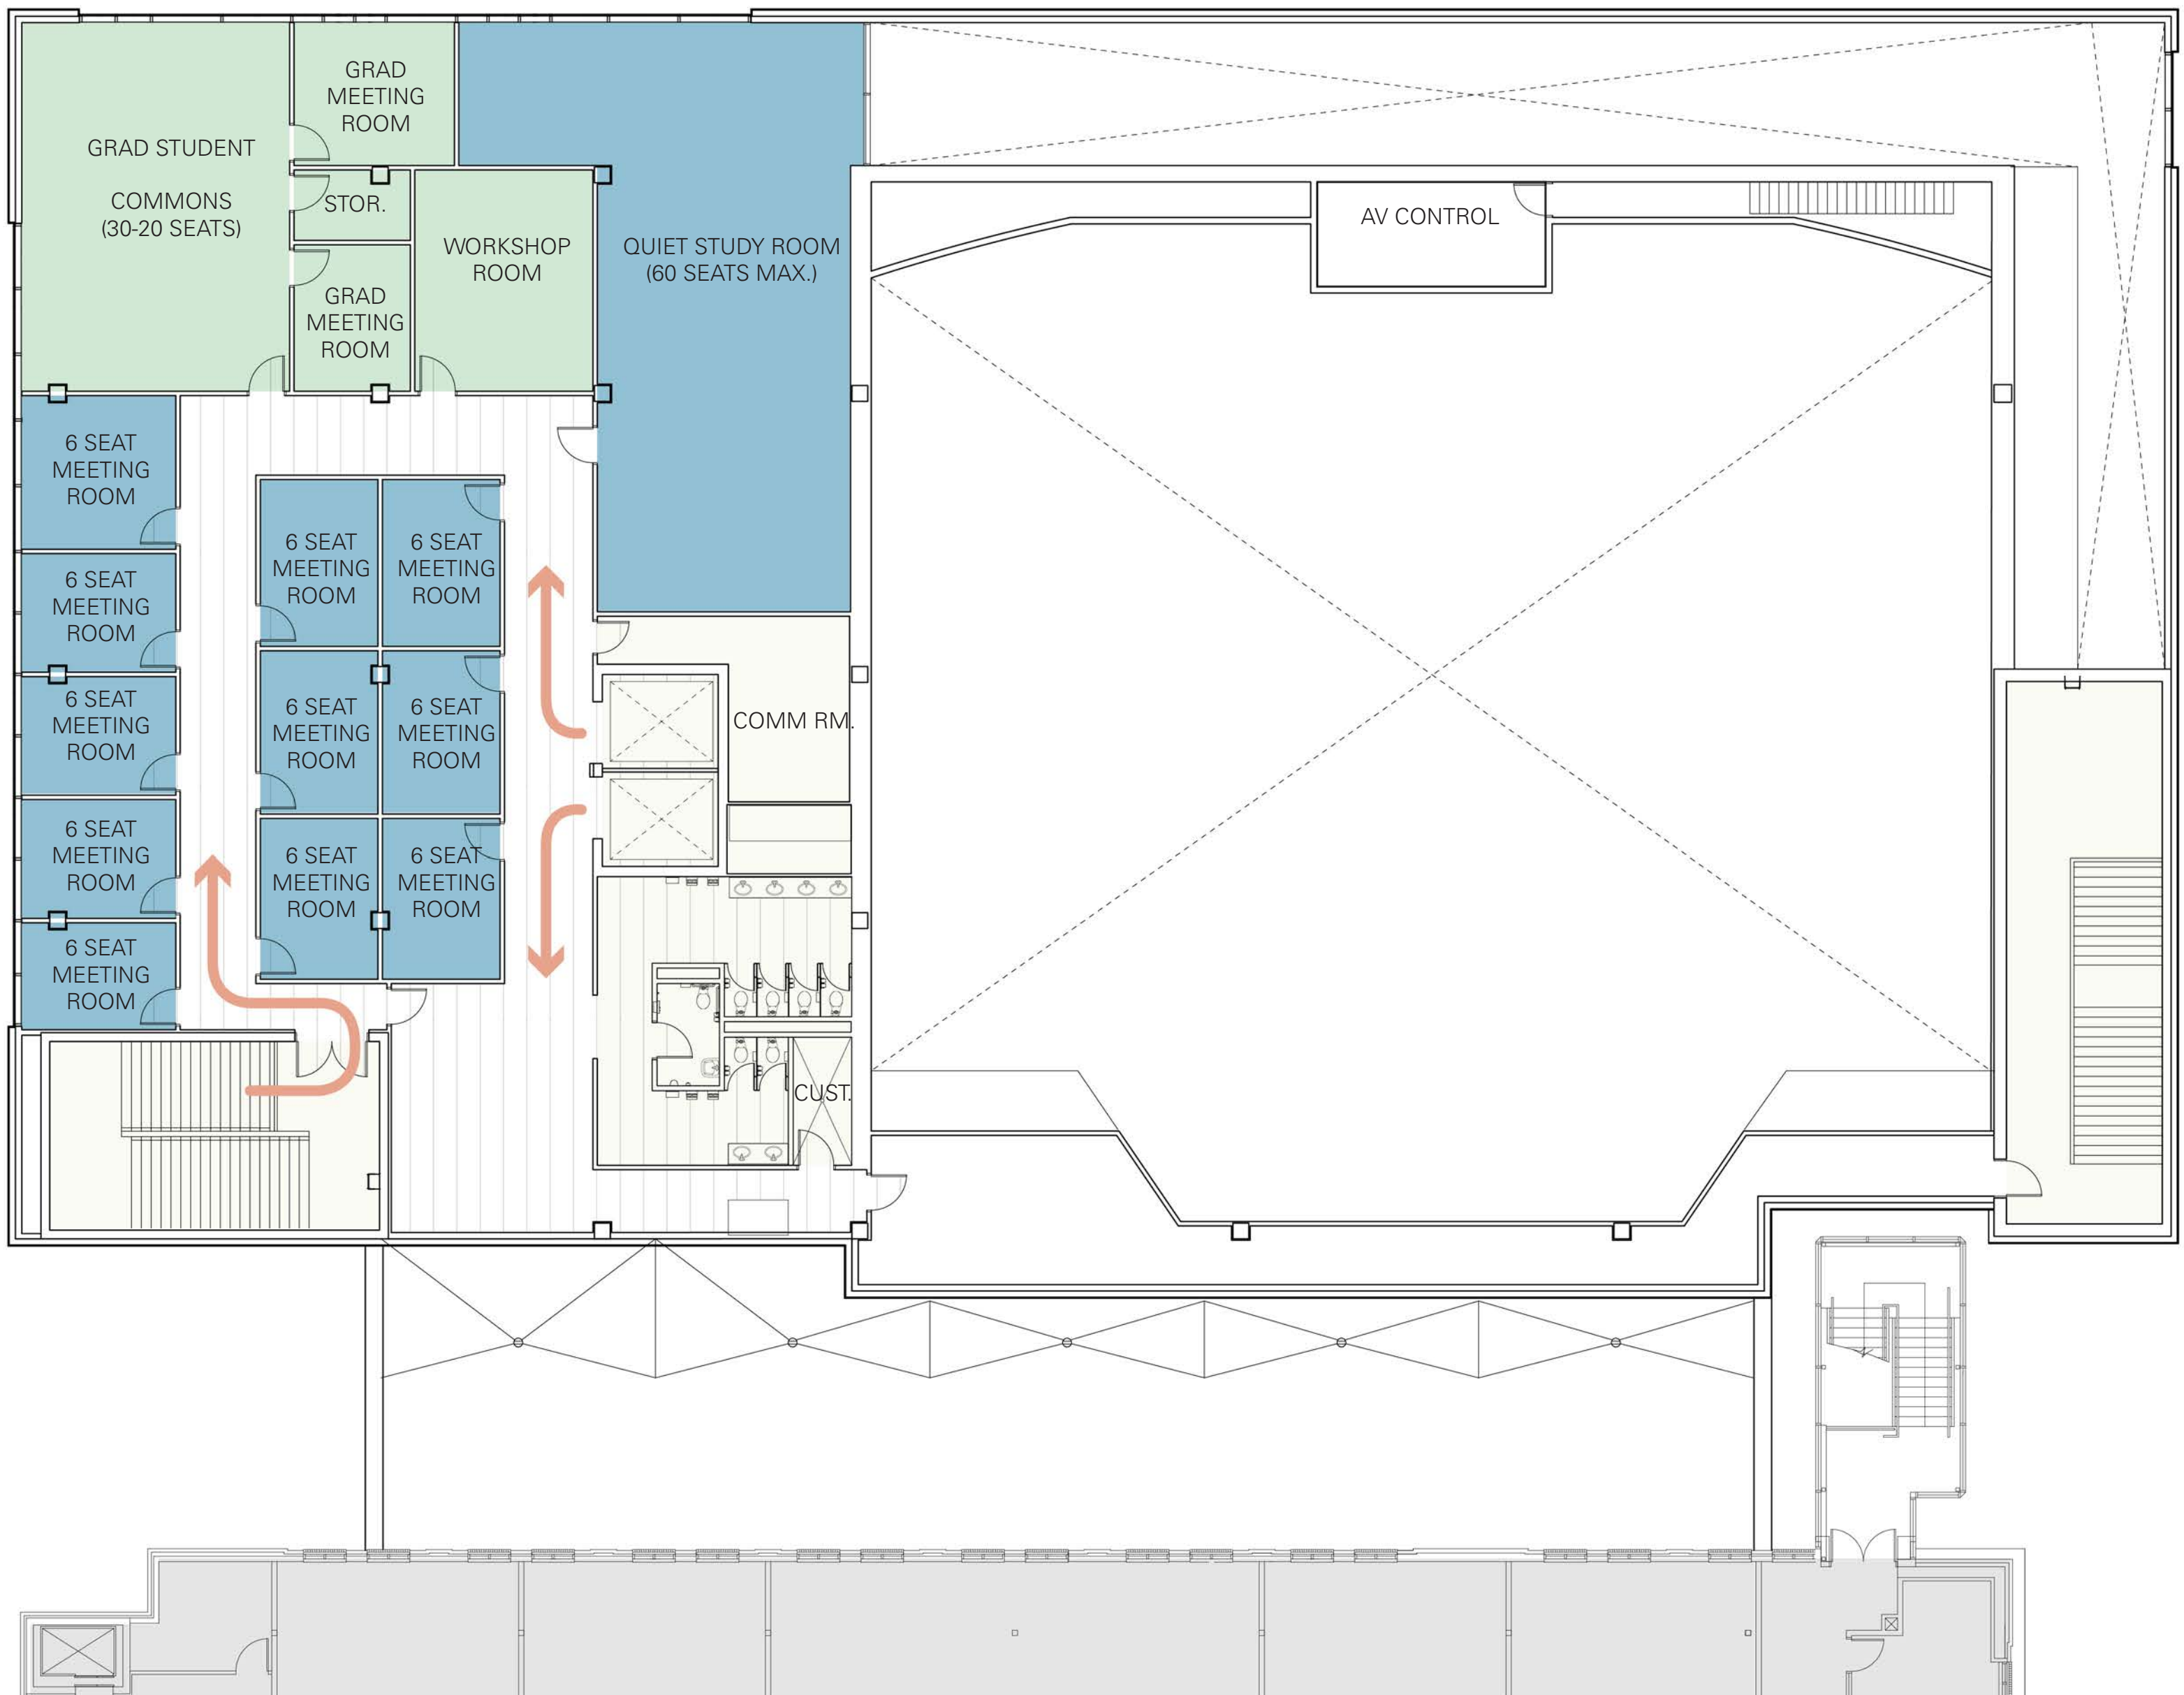 GRAD
MEETING
ROOM
GRAD STUDENT
COMMONS
(30-20 SEATS)
STOR.
WORKSHOP
ROOM
GRAD
MEETING
ROOM
QUIET STUDY ROOM
(60 SEATS MAX.)
AV CONTROL
6 SEAT
MEETING
ROOM
6 SEAT
MEETING
ROOM
6 SEAT
MEETING
ROOM
6 SEAT
MEETING
ROOM
6 SEAT
MEETING
ROOM
6 SEAT
MEETING
ROOM
6 SEAT
MEETING
ROOM
6 SEAT
MEETING
ROOM
6 SEAT
MEETING
ROOM
6 SEAT
MEETING
ROOM
6 SEAT
MEETING
ROOM
COMM RM.
CUST.